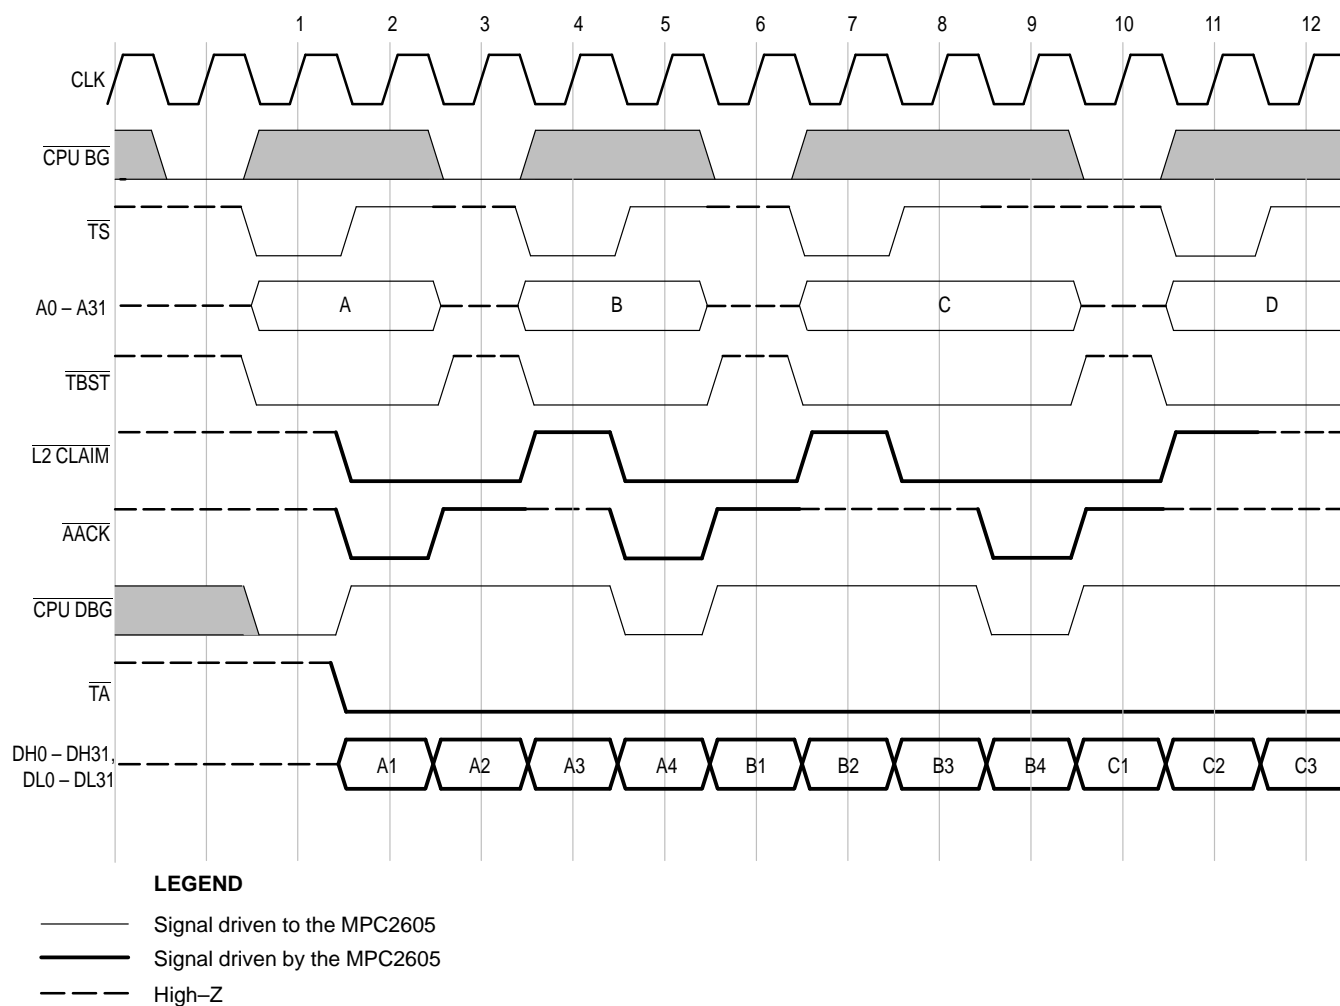 1 2 3 4 5 6 7 8 9 10 11 12
CLK
CPU BG
TS
A0 – A31
A B C D
TBST
L2 CLAIM
AACK
CPU DBG
TA
DH0 – DH31,
DL0 – DL31
A1 A2 A3 A4 B1 B2 B3 B4 C1 C2 C3
LEGEND
Signal driven to the MPC2605
Signal driven by the MPC2605
High–Z